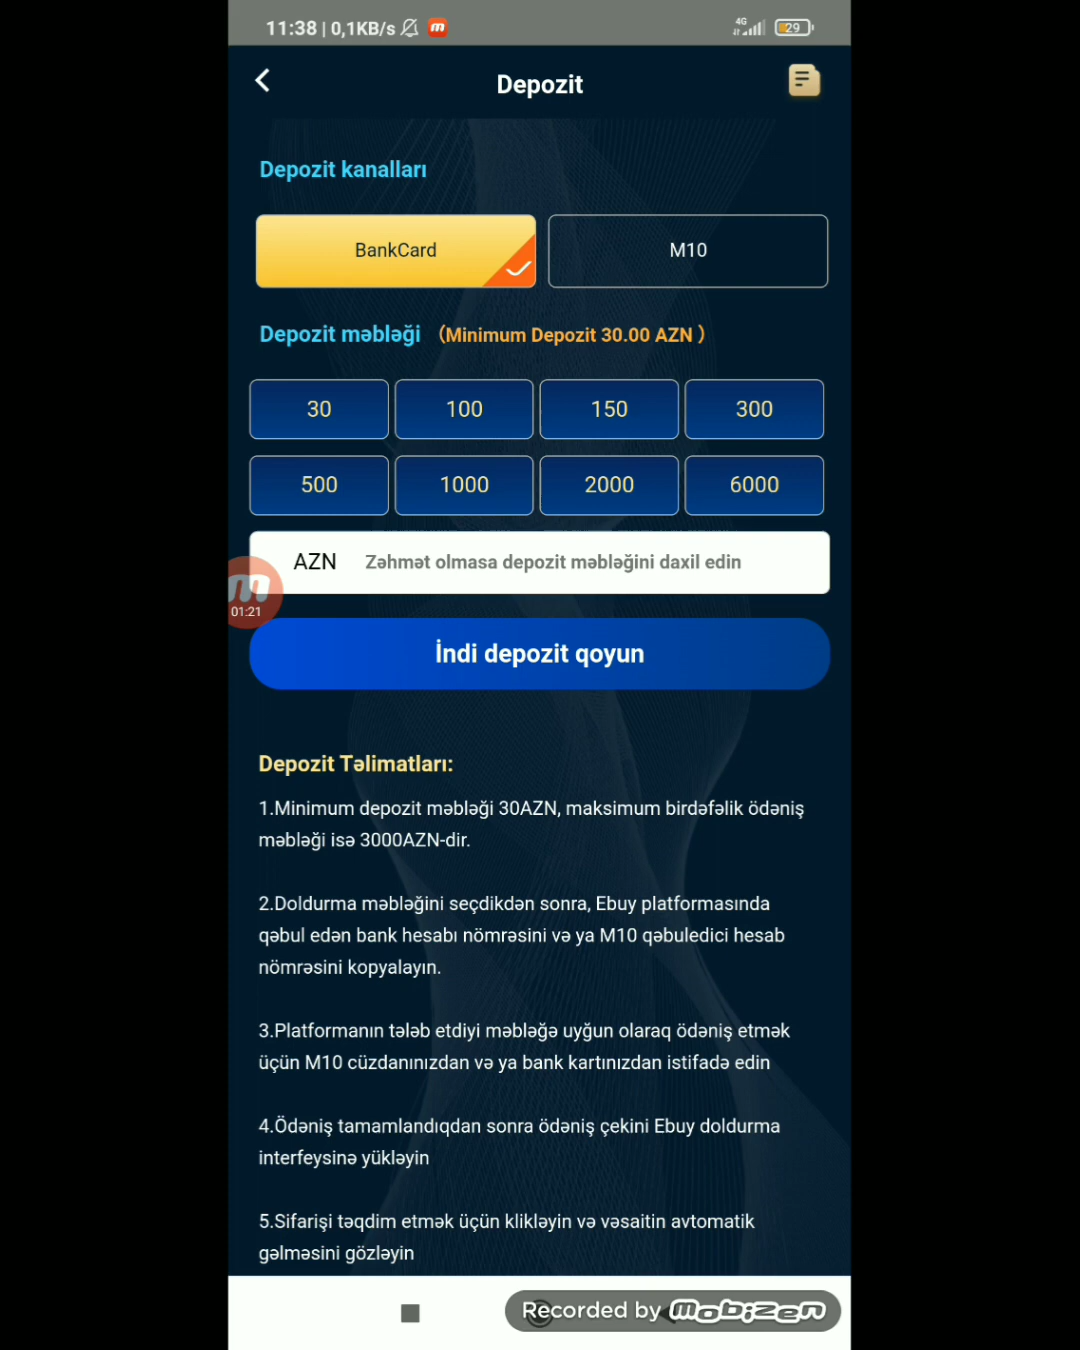 11:38 | 0,1KB/s m 4G 29
Depozit
Depozit kanalları
BankCard M10
Depozit məbləği (Minimum Depozit 30.00 AZN )
30 100 150 300
500 1000 2000 6000
AZN Zəhmət olmasa depozit məbləğini daxil edin
m
01:21
İndi depozit qoyun
Depozit Təlimatları:
1.Minimum depozit məbləği 30AZN, maksimum birdəfəlik ödəniş
məbləği isə 3000AZN-dir.
2.Doldurma məbləğini seçdikdən sonra, Ebuy platformasında
qəbul edən bank hesabı nömrəsini və ya M10 qəbuledici hesab
nömrəsini kopyalayın.
3.Platformanın tələb etdiyi məbləğə uyğun olaraq ödəniş etmək
üçün M10 cüzdanınızdan və ya bank kartınızdan istifadə edin
4.Ödəniş tamamlandıqdan sonra ödəniş çekini Ebuy doldurma
interfeysinə yükləyin
5.Sifarişi təqdim etmək üçün klikləyin və vəsaitin avtomatik
gəlməsini gözləyin
Recorded by mobizen